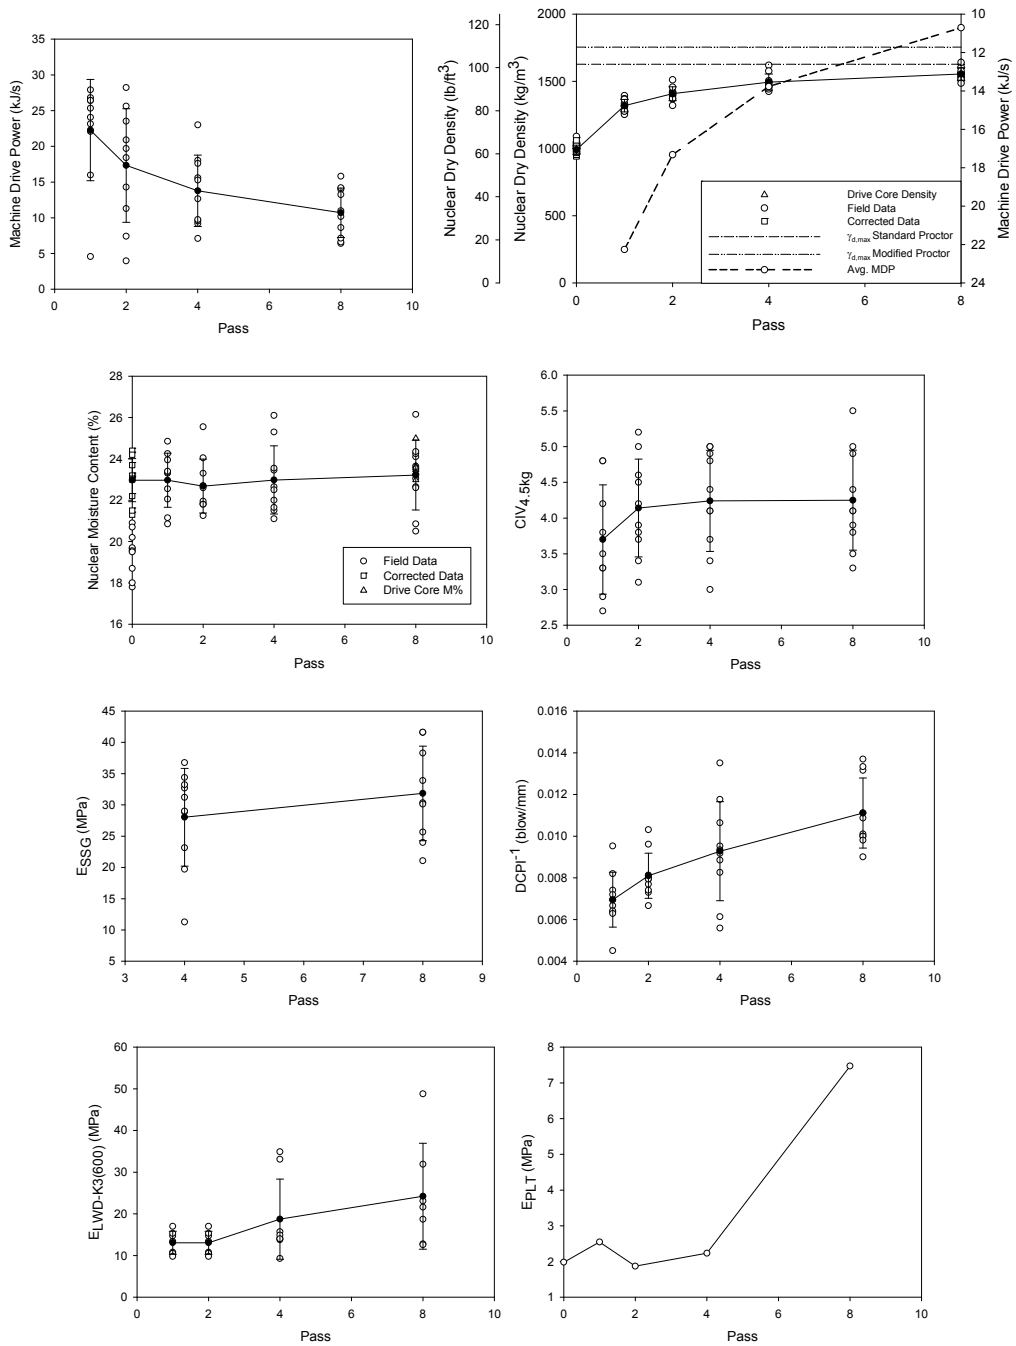 35
30
25
20
15
10
5
0
Machine Drive Power (kJ/s)
0 2 4 6 8 10
Pass
120
100
80
60
40
20
0
Nuclear Dry Density (lb/ft³)
2000
1500
1000
500
0
Nuclear Dry Density (kg/m³)
10
12
14
16
18
20
22
24
Machine Drive Power (kJ/s)
Drive Core Density
Field Data
Corrected Data
γd,max Standard Proctor
γd,max Modified Proctor
Avg. MDP
0 2 4 6 8
Pass
28
26
24
22
20
18
16
Nuclear Moisture Content (%)
Field Data
Corrected Data
Drive Core M%
0 2 4 6 8 10
Pass
6.0
5.5
5.0
4.5
4.0
3.5
3.0
2.5
CIV4.5kg
0 2 4 6 8 10
Pass
45
40
35
30
25
20
15
10
5
ESSG (MPa)
3 4 5 6 7 8 9
Pass
0.016
0.014
0.012
0.010
0.008
0.006
0.004
DCPI-1 (blow/mm)
0 2 4 6 8 10
Pass
60
50
40
30
20
10
0
ELWD-K3(600) (MPa)
0 2 4 6 8 10
Pass
8
7
6
5
4
3
2
1
EPLT (MPa)
0 2 4 6 8 10
Pass